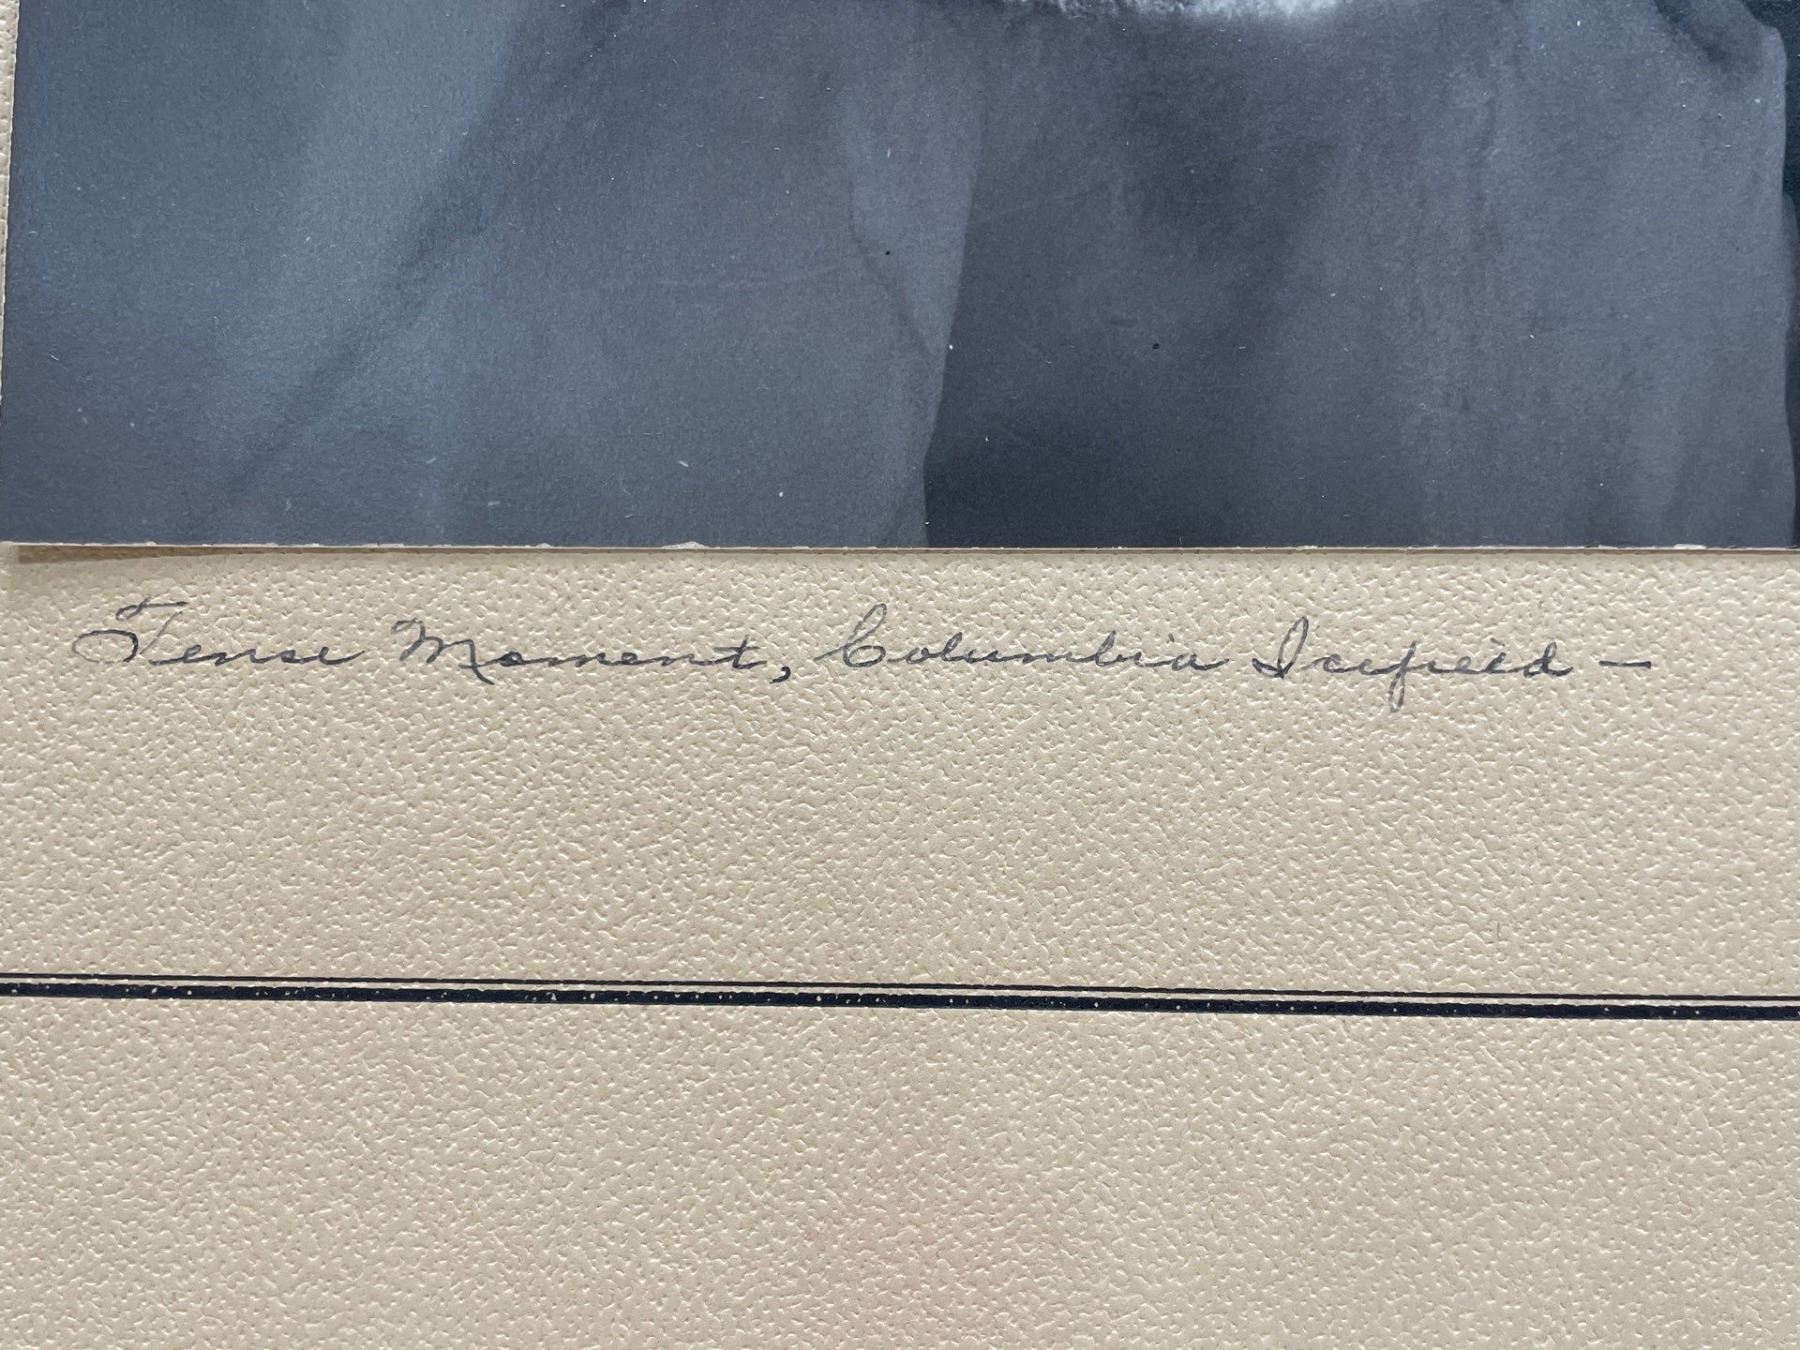 Tense Moment, Columbia Icefield –